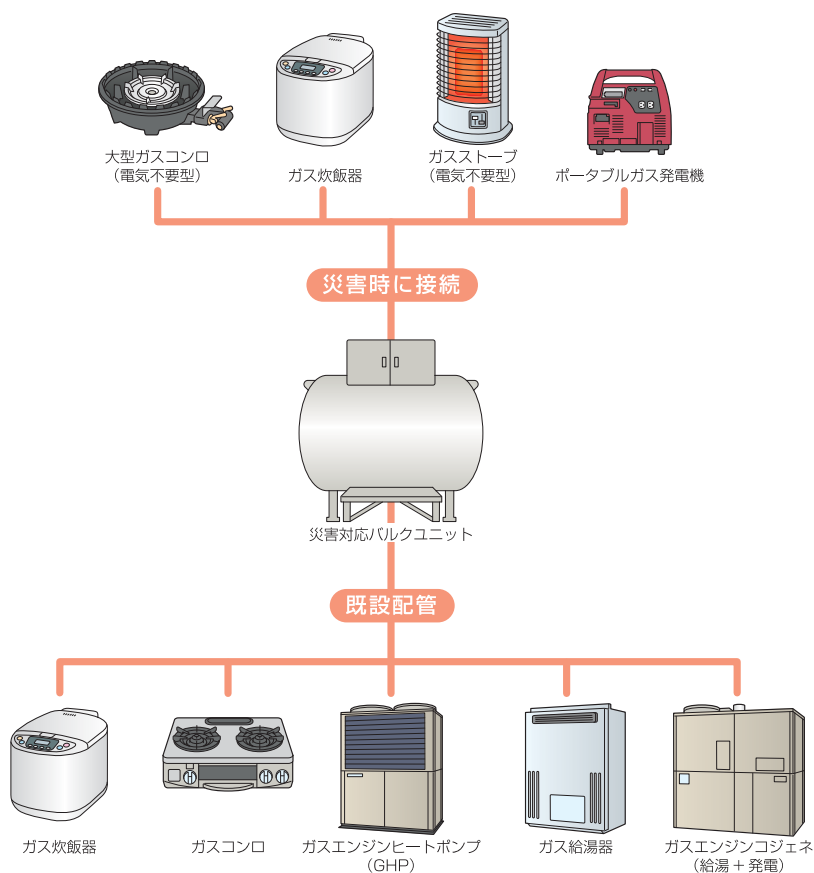 大型ガスコンロ
（電気不要型）
ガス炊飯器
ガスストーブ
（電気不要型）
ポータブルガス発電機
災害時に接続
災害対応バルクユニット
既設配管
ガス炊飯器
ガスコンロ
ガスエンジンヒートポンプ
（GHP）
ガス給湯器
ガスエンジンコジェネ
（給湯＋発電）